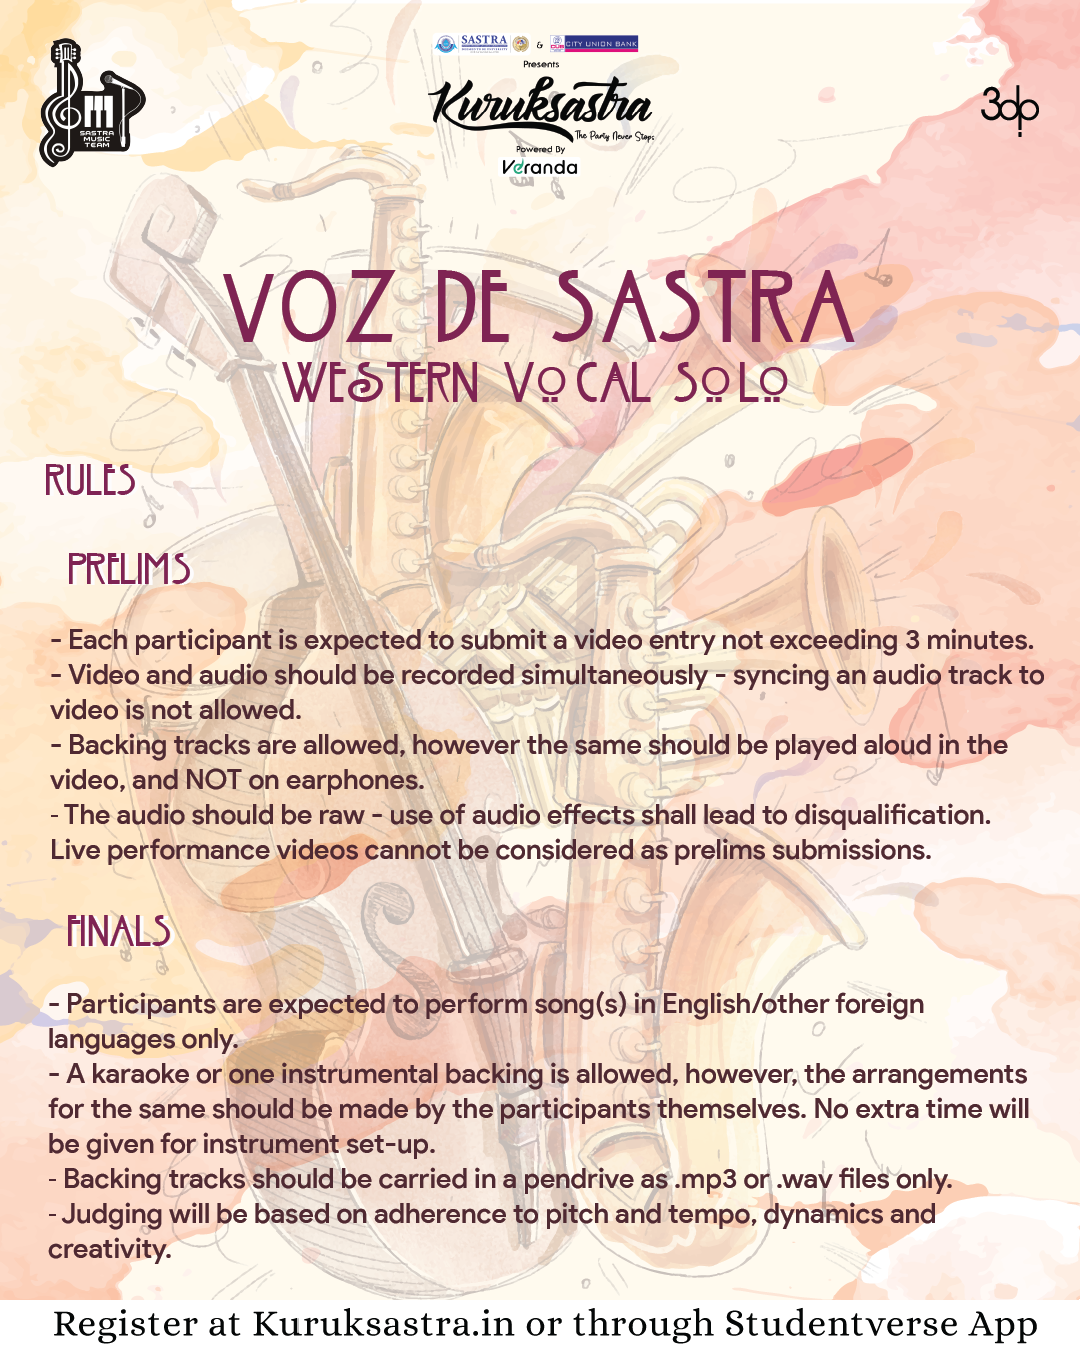 SASTRA
MUSIC
TEAM
SASTRA & CUB CITY UNION BANK
Presents
Kuruksastra
The Party Never Stops
Powered By
Veranda
3dp
VOZ DE SASTRA
WESTERN VOCAL SOLO
RULES
PRELIMS
- Each participant is expected to submit a video entry not exceeding 3 minutes.
- Video and audio should be recorded simultaneously - syncing an audio track to
video is not allowed.
- Backing tracks are allowed, however the same should be played aloud in the
video, and NOT on earphones.
- The audio should be raw - use of audio effects shall lead to disqualification.
Live performance videos cannot be considered as prelims submissions.
FINALS
- Participants are expected to perform song(s) in English/other foreign
languages only.
- A karaoke or one instrumental backing is allowed, however, the arrangements
for the same should be made by the participants themselves. No extra time will
be given for instrument set-up.
- Backing tracks should be carried in a pendrive as .mp3 or .wav files only.
- Judging will be based on adherence to pitch and tempo, dynamics and
creativity.
Register at Kuruksastra.in or through Studentverse App